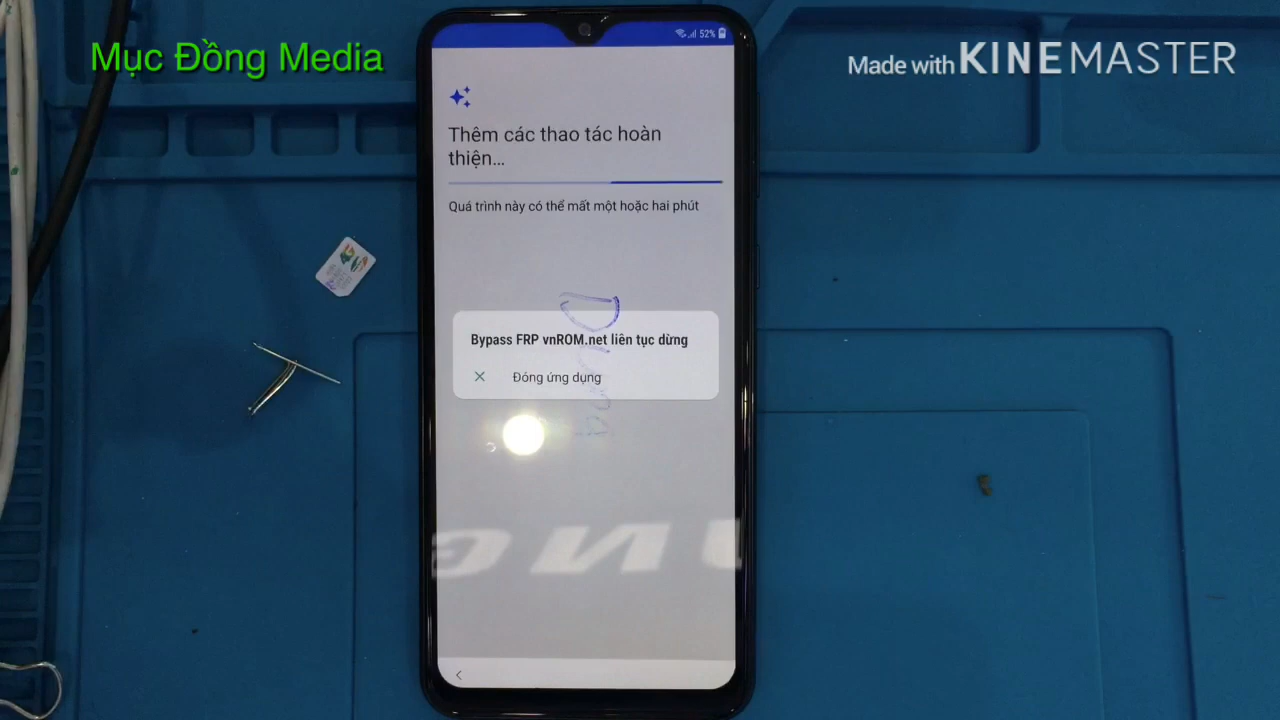 Mục Đồng Media
Made with KINEMASTER
52%
Thêm các thao tác hoàn
thiện...
Quá trình này có thể mất một hoặc hai phút
Bypass FRP vnROM.net liên tục dừng
Đóng ứng dụng